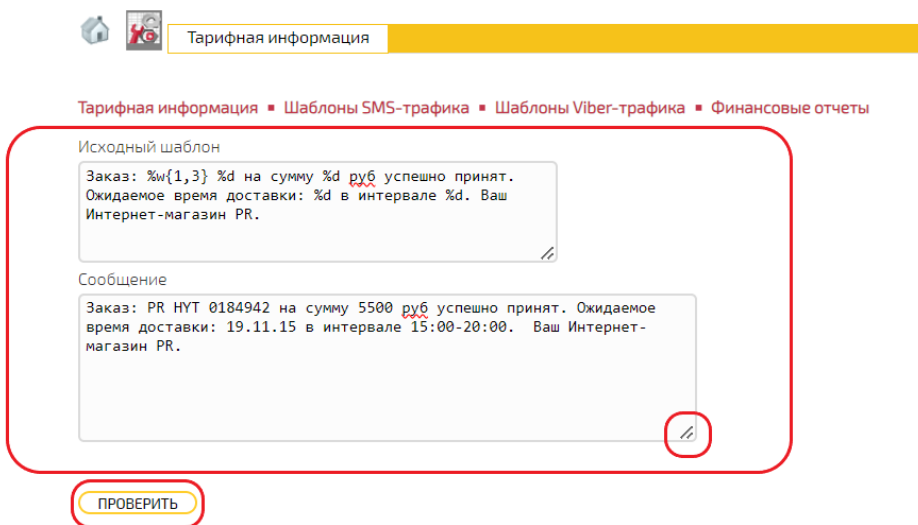 Тарифная информация
Тарифная информация ▪ Шаблоны SMS-трафика ▪ Шаблоны Viber-трафика ▪ Финансовые отчеты
Исходный шаблон
Заказ: %w{1,3} %d на сумму %d руб успешно принят.
Ожидаемое время доставки: %d в интервале %d. Ваш
Интернет-магазин PR.
Сообщение
Заказ: PR HYT 0184942 на сумму 5500 руб успешно принят. Ожидаемое
время доставки: 19.11.15 в интервале 15:00-20:00.  Ваш Интернет-
магазин PR.
ПРОВЕРИТЬ